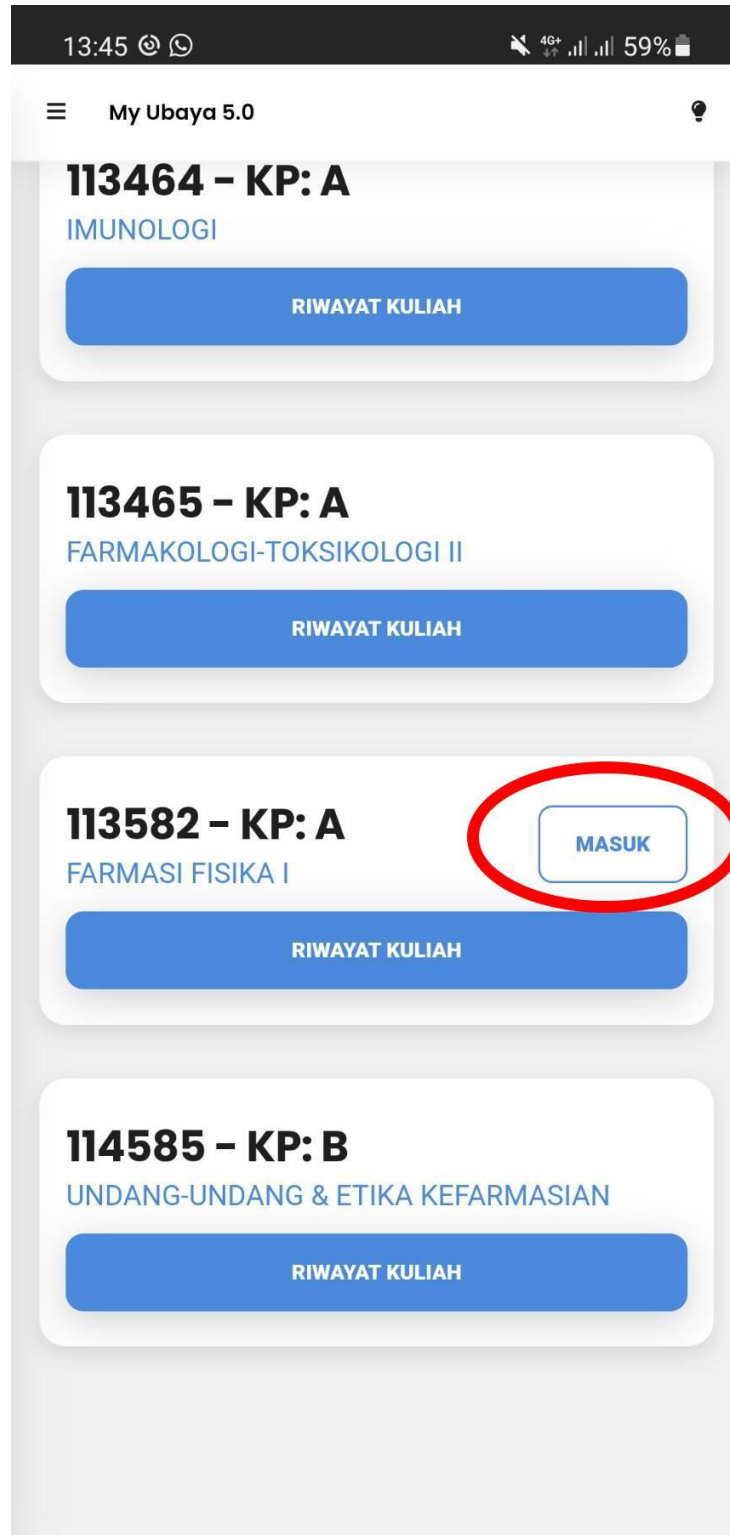 13:45 4G+ 59%
My Ubaya 5.0
113464 - KP: A
IMUNOLOGI
RIWAYAT KULIAH
113465 - KP: A
FARMAKOLOGI-TOKSIKOLOGI II
RIWAYAT KULIAH
113582 - KP: A
MASUK
FARMASI FISIKA I
RIWAYAT KULIAH
114585 - KP: B
UNDANG-UNDANG & ETIKA KEFARMASIAN
RIWAYAT KULIAH